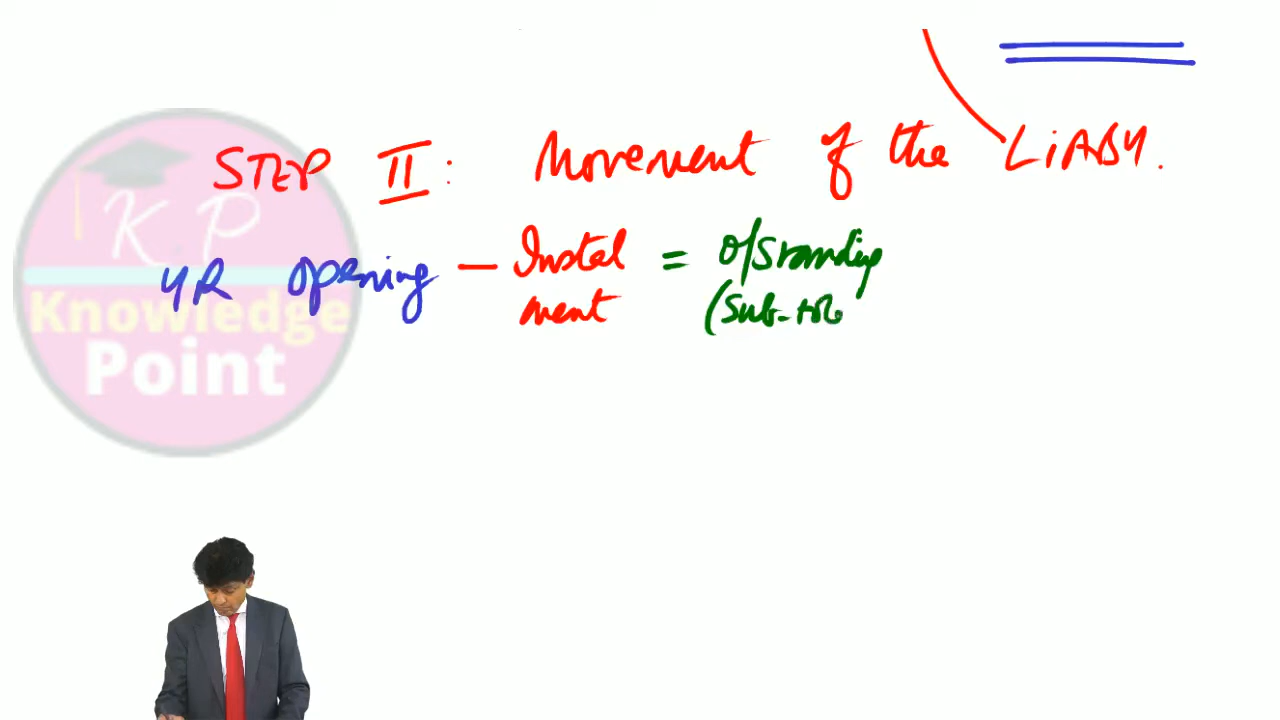 STEP II: Movement of the LiABY.
YR opening – Instal = O/Standing
ment (Sub-tot
K.P
Knowledge
Point